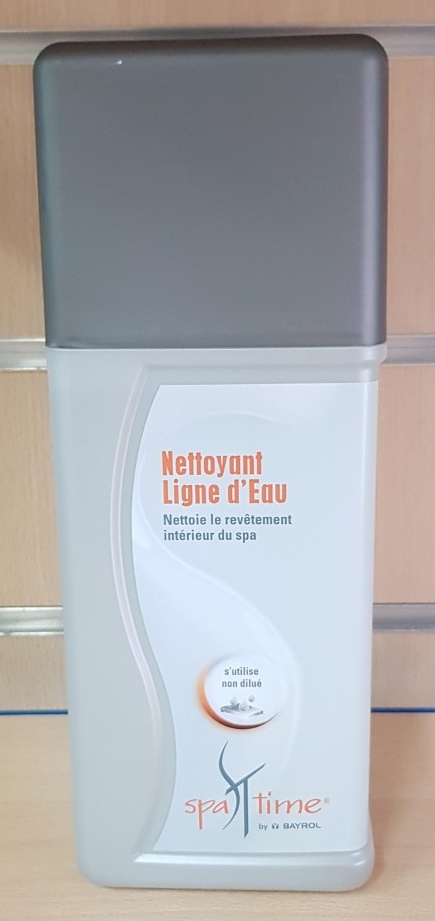 Nettoyant
Ligne d'Eau
Nettoie le revêtement
intérieur du spa
s'utilise
non dilué
spa time®
by BAYROL